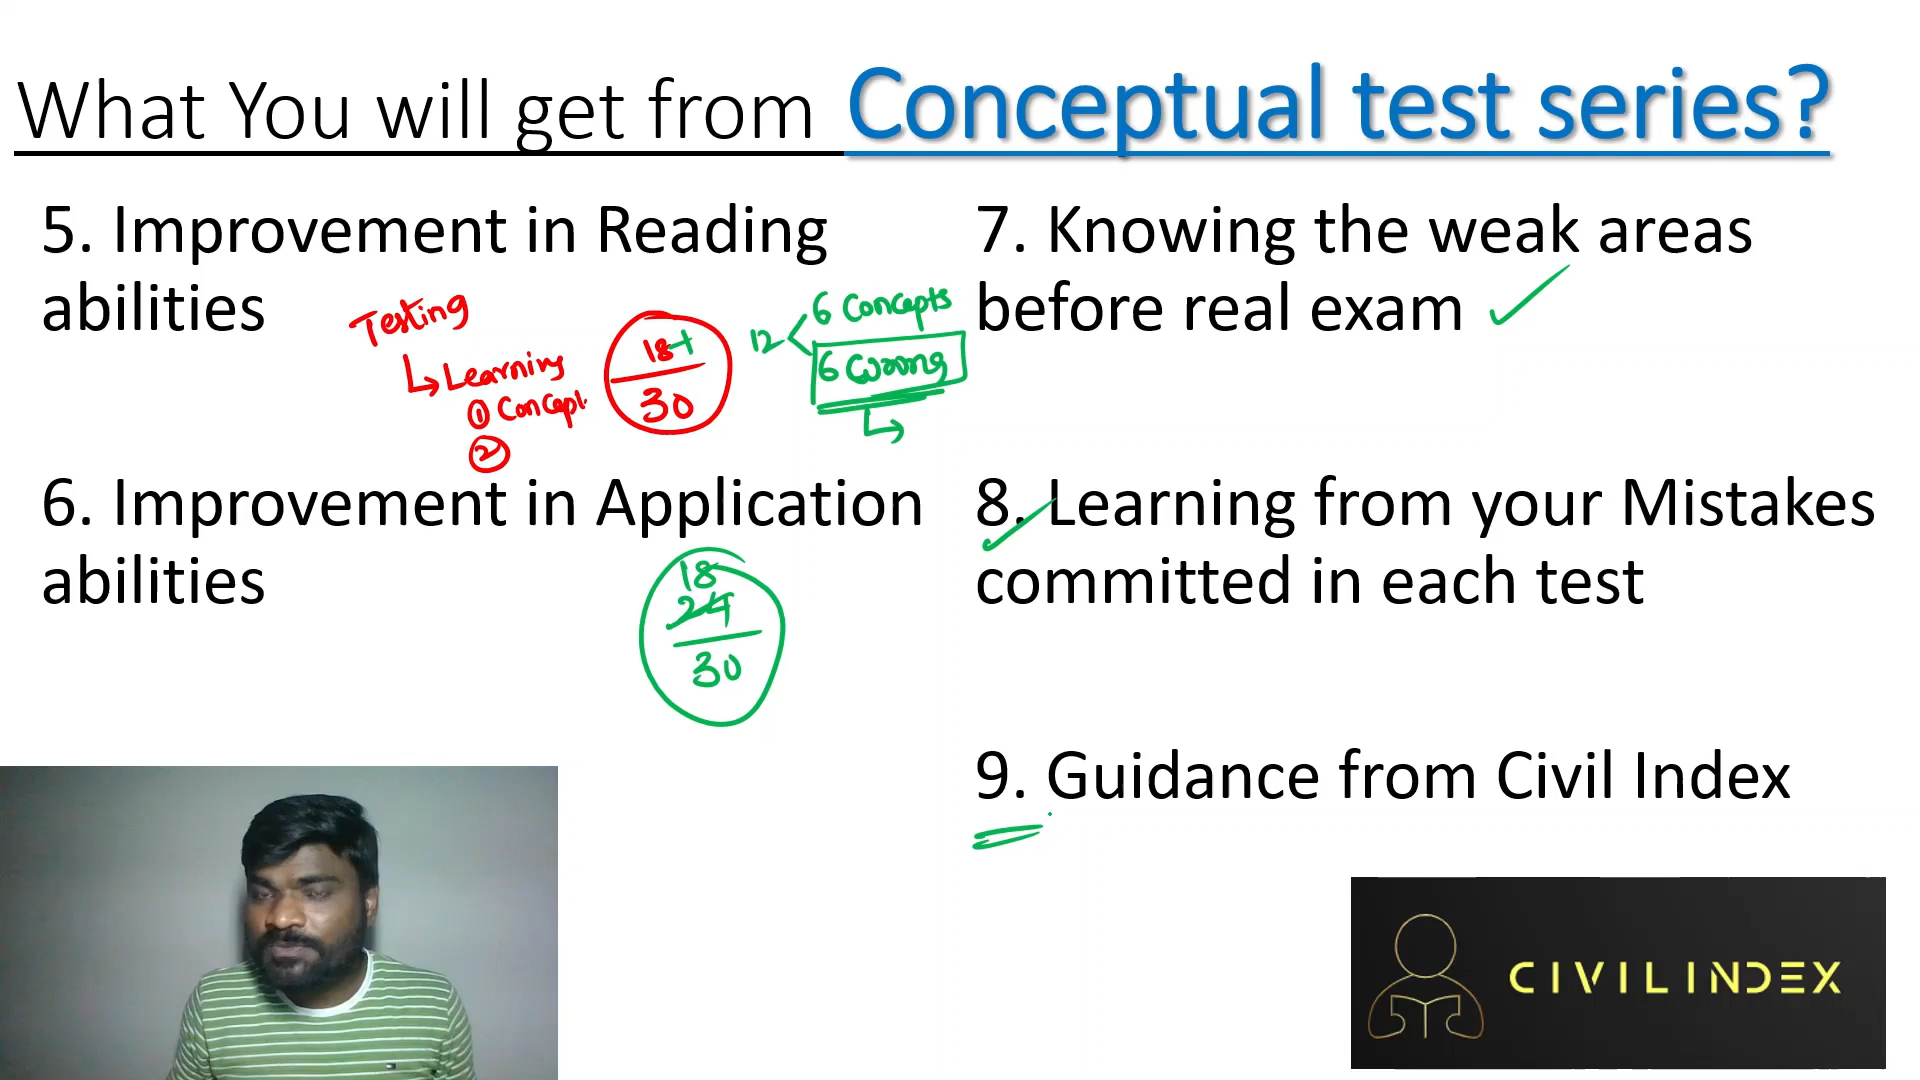 What You will get from Conceptual test series?
5. Improvement in Reading
abilities
Testing
Learning
① Concept
②
18+
30
12
6 Concepts
6 wrong
6. Improvement in Application
abilities
18
24
30
7. Knowing the weak areas
before real exam
8. Learning from your Mistakes
committed in each test
9. Guidance from Civil Index
CIVILINDEX